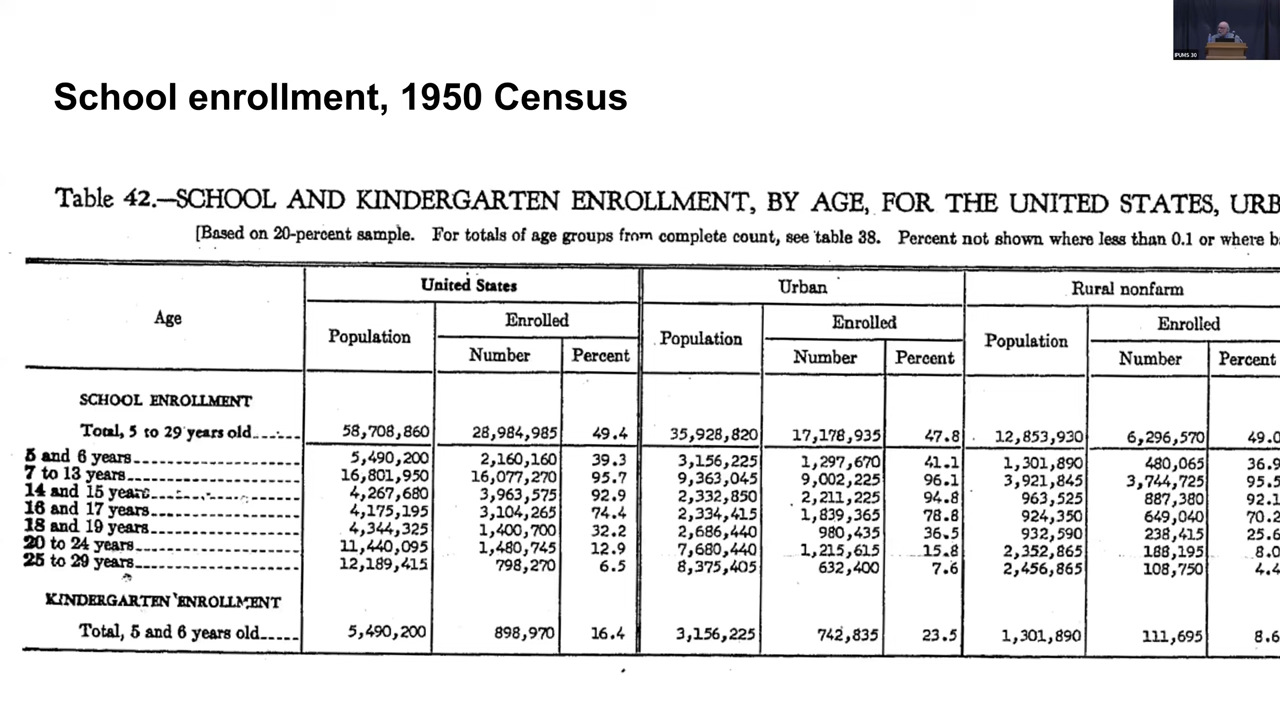 IPUMS 30
School enrollment, 1950 Census
Table 42.—SCHOOL AND KINDERGARTEN ENROLLMENT, BY AGE, FOR THE UNITED STATES, URB
[Based on 20-percent sample. For totals of age groups from complete count, see table 38. Percent not shown where less than 0.1 or where b
Age United States Urban Rural nonfarm
Population Enrolled Population Enrolled Population Enrolled
Number Percent Number Percent Number Percent
SCHOOL ENROLLMENT
Total, 5 to 29 years old 58,708,860 28,984,985 49.4 35,928,820 17,178,935 47.8 12,853,930 6,296,570 49.0
5 and 6 years 5,490,200 2,160,160 39.3 3,156,225 1,297,670 41.1 1,301,890 480,065 36.9
7 to 13 years 16,801,950 16,077,270 95.7 9,363,045 9,002,225 96.1 3,921,845 3,744,725 95.5
14 and 15 years 4,267,680 3,963,575 92.9 2,332,850 2,211,225 94.8 963,525 887,380 92.1
16 and 17 years 4,175,195 3,104,265 74.4 2,334,415 1,839,365 78.8 924,350 649,040 70.2
18 and 19 years 4,344,325 1,400,700 32.2 2,686,440 980,435 36.5 932,590 238,415 25.6
20 to 24 years 11,440,095 1,480,745 12.9 7,680,440 1,215,615 15.8 2,352,865 188,195 8.0
25 to 29 years 12,189,415 798,270 6.5 8,375,405 632,400 7.6 2,456,865 108,750 4.4
KINDERGARTEN ENROLLMENT
Total, 5 and 6 years old 5,490,200 898,970 16.4 3,156,225 742,835 23.5 1,301,890 111,695 8.6